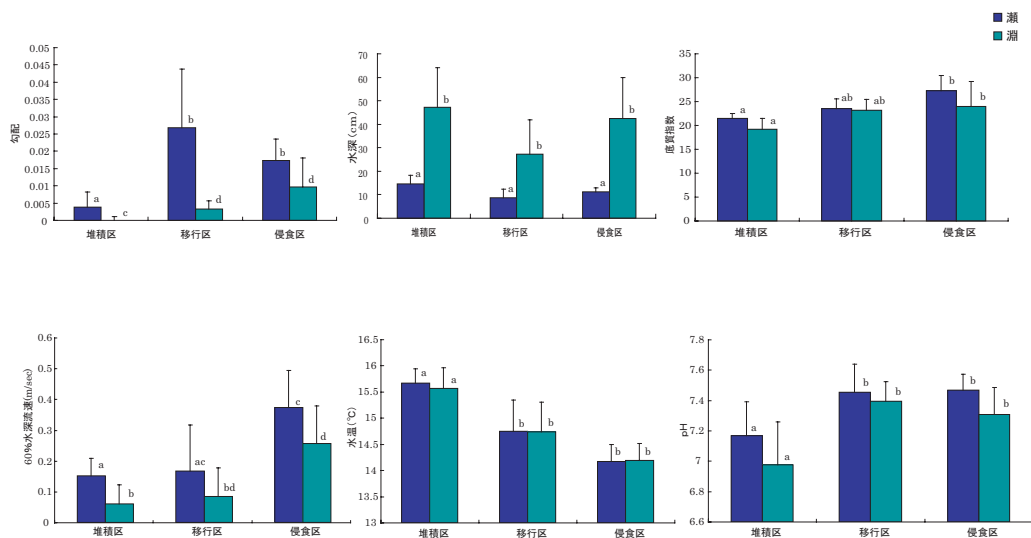 瀬
淵
0.05
0.045
0.04
0.035
0.03
0.025
0.02
0.015
0.01
0.005
0
勾配
a
c
b
d
b
d
堆積区
移行区
侵食区
70
60
50
40
30
20
10
0
水深(cm)
a
b
a
b
a
b
堆積区
移行区
侵食区
35
30
25
20
15
10
5
0
底質指数
a
a
ab
ab
b
b
堆積区
移行区
侵食区
0.6
0.5
0.4
0.3
0.2
0.1
0
60%水深流速(m/sec)
a
b
ac
bd
c
d
堆積区
移行区
侵食区
16.5
16
15.5
15
14.5
14
13.5
13
水温(℃)
a
a
b
b
b
b
堆積区
移行区
侵食区
7.8
7.6
7.4
7.2
7
6.8
6.6
pH
a
a
b
b
b
b
堆積区
移行区
侵食区